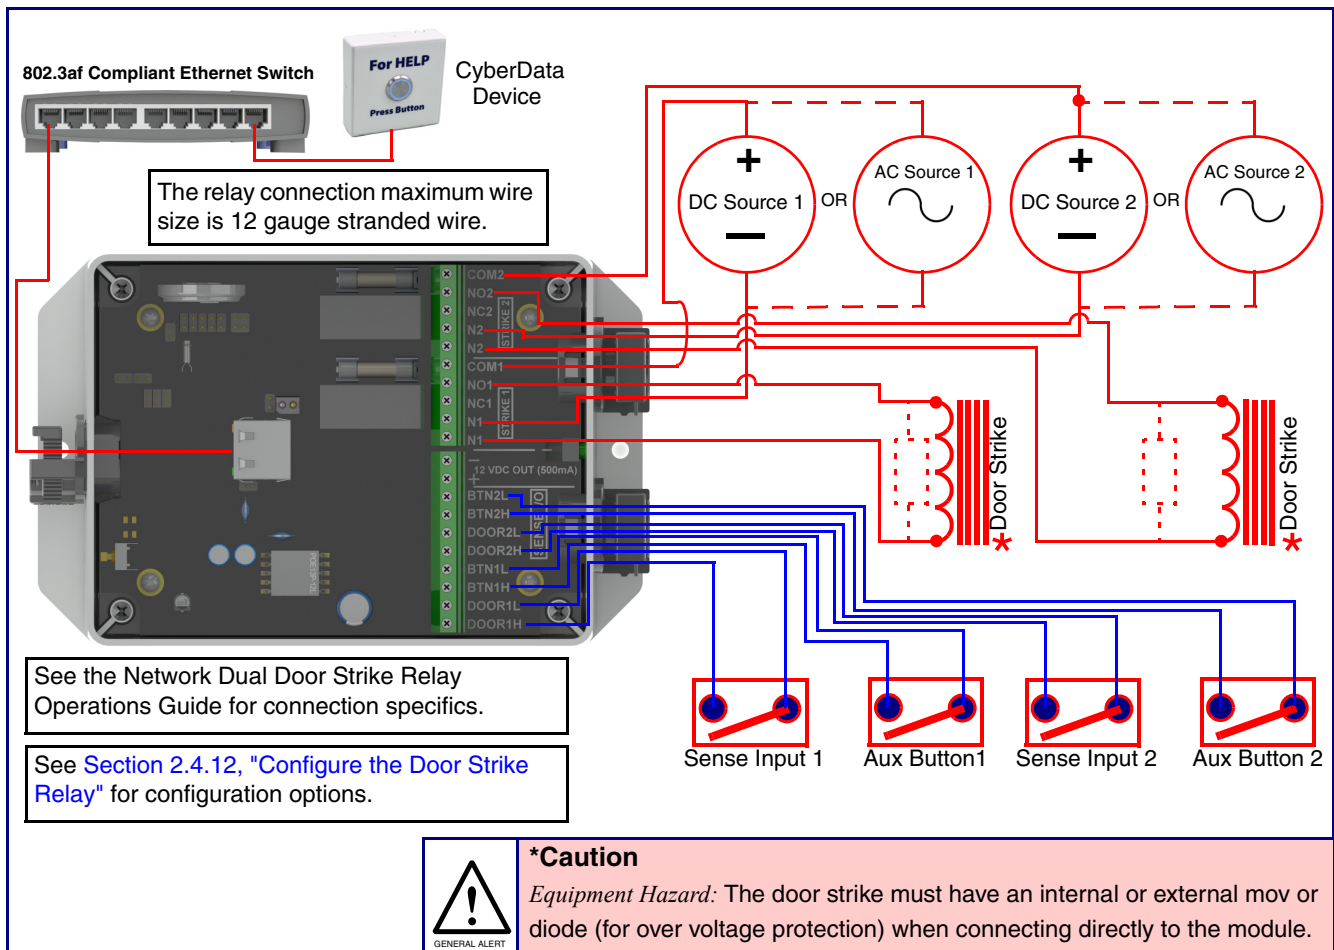 802.3af Compliant Ethernet Switch
For HELP
Press Button
CyberData
Device
The relay connection maximum wire
size is 12 gauge stranded wire.
+
DC Source 1
OR
AC Source 1
+
DC Source 2
OR
AC Source 2
COM2
NO2
NC2
N2
N2
STRIKE 2
COM1
NO1
NC1
N1
N1
STRIKE 1
−
+
12 VDC OUT (500mA)
BTN2L
BTN2H
DOOR2L
DOOR2H
BTN1L
BTN1H
DOOR1L
DOOR1H
POE13P-12L
*Door Strike
*Door Strike
Sense Input 1
Aux Button1
Sense Input 2
Aux Button 2
See the Network Dual Door Strike Relay
Operations Guide for connection specifics.
See Section 2.4.12, "Configure the Door Strike
Relay" for configuration options.
GENERAL ALERT
*Caution
Equipment Hazard: The door strike must have an internal or external mov or
diode (for over voltage protection) when connecting directly to the module.